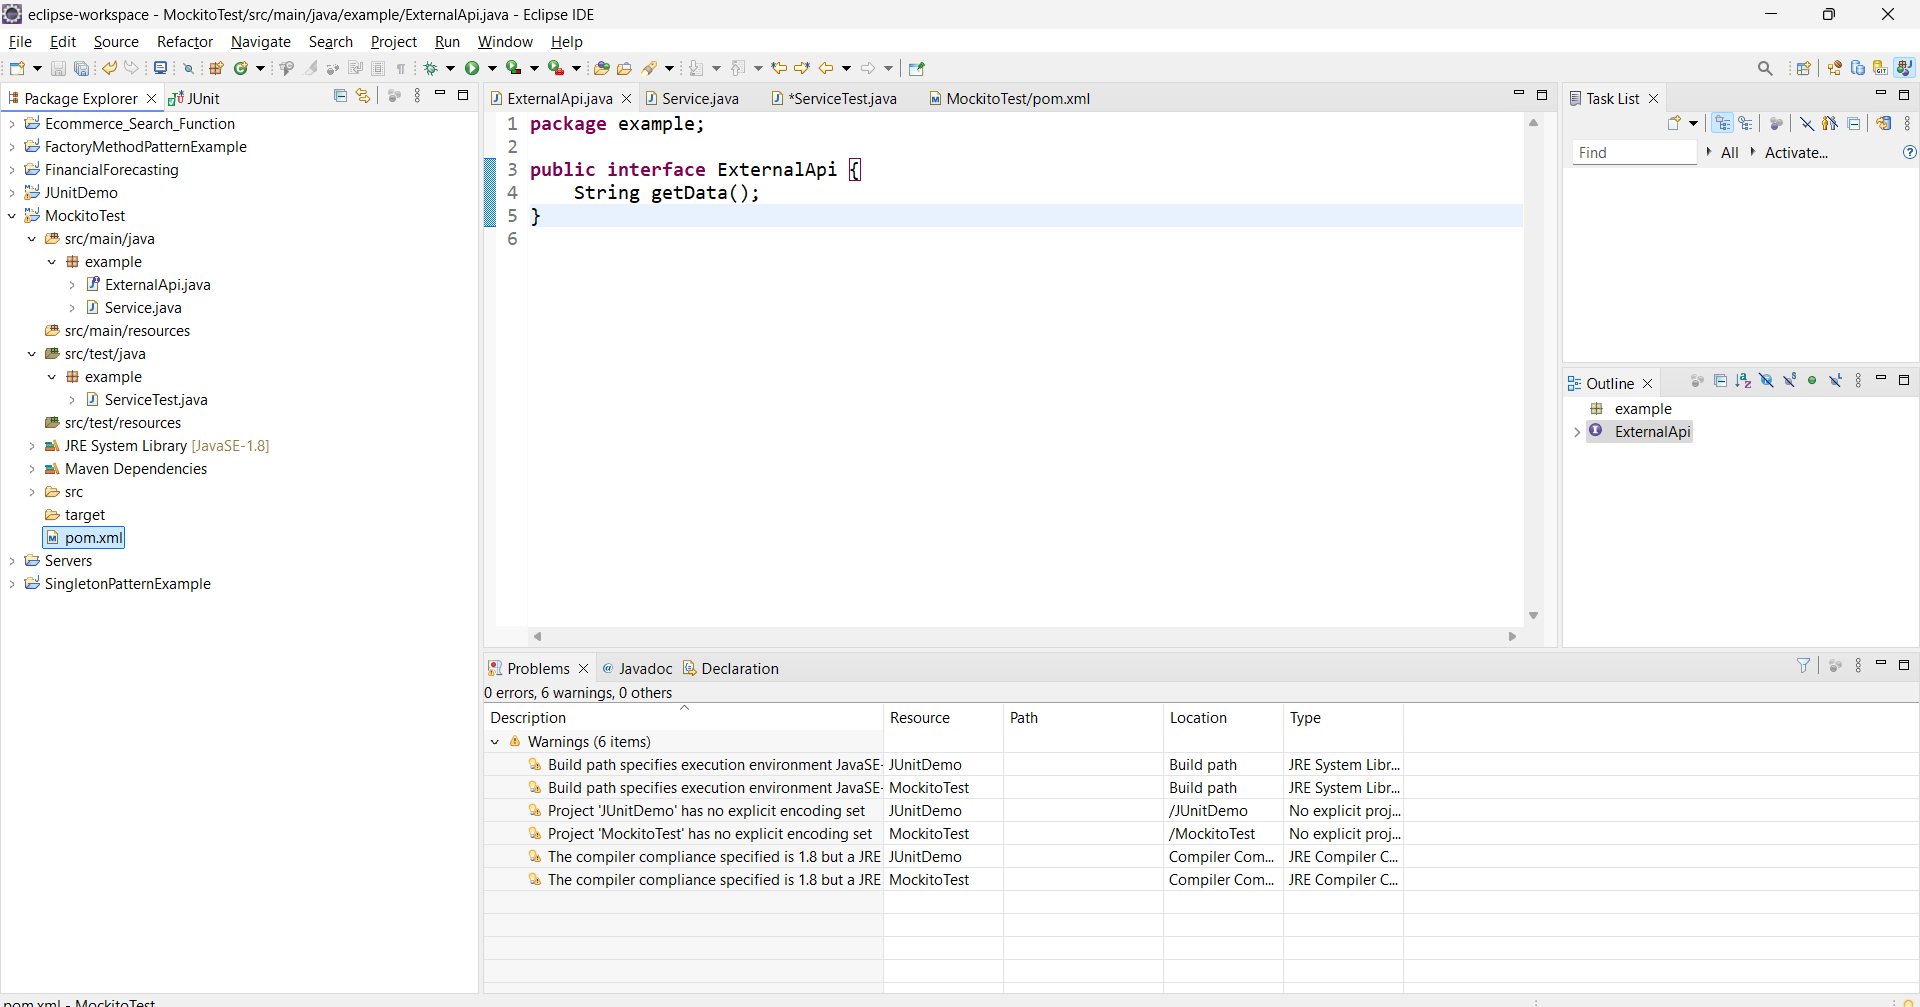 eclipse-workspace - MockitoTest/src/main/java/example/ExternalApi.java - Eclipse IDE
File Edit Source Refactor Navigate Search Project Run Window Help
Package Explorer
JUnit
Ecommerce_Search_Function
FactoryMethodPatternExample
FinancialForecasting
JUnitDemo
MockitoTest
src/main/java
example
ExternalApi.java
Service.java
src/main/resources
src/test/java
example
ServiceTest.java
src/test/resources
JRE System Library [JavaSE-1.8]
Maven Dependencies
src
target
pom.xml
Servers
SingletonPatternExample
ExternalApi.java
Service.java
*ServiceTest.java
MockitoTest/pom.xml
1 package example;
2
3 public interface ExternalApi {
4 String getData();
5 }
6
Task List
Find
All
Activate...
Outline
example
ExternalApi
Problems
@ Javadoc
Declaration
0 errors, 6 warnings, 0 others
Description Resource Path Location Type
Warnings (6 items)
Build path specifies execution environment JavaSE- JUnitDemo Build path JRE System Libr...
Build path specifies execution environment JavaSE- MockitoTest Build path JRE System Libr...
Project 'JUnitDemo' has no explicit encoding set JUnitDemo /JUnitDemo No explicit proj...
Project 'MockitoTest' has no explicit encoding set MockitoTest /MockitoTest No explicit proj...
The compiler compliance specified is 1.8 but a JRE JUnitDemo Compiler Com... JRE Compiler C...
The compiler compliance specified is 1.8 but a JRE MockitoTest Compiler Com... JRE Compiler C...
pom.xml - MockitoTest